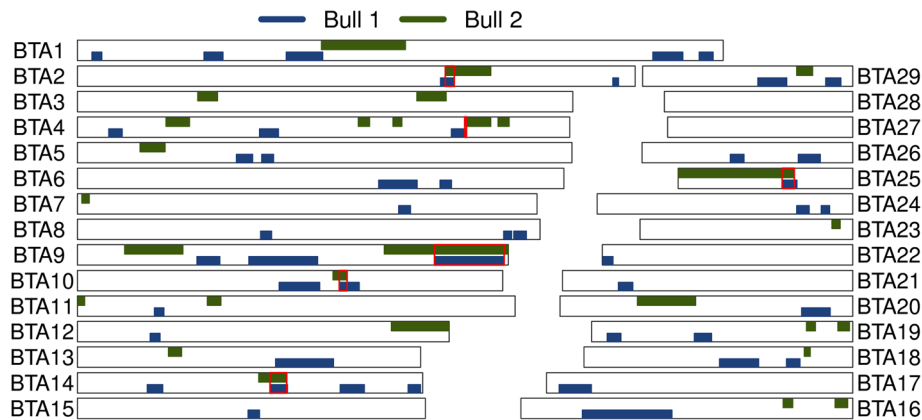 Bull 1 Bull 2
BTA1
BTA2 BTA29
BTA3 BTA28
BTA4 BTA27
BTA5 BTA26
BTA6 BTA25
BTA7 BTA24
BTA8 BTA23
BTA9 BTA22
BTA10 BTA21
BTA11 BTA20
BTA12 BTA19
BTA13 BTA18
BTA14 BTA17
BTA15 BTA16